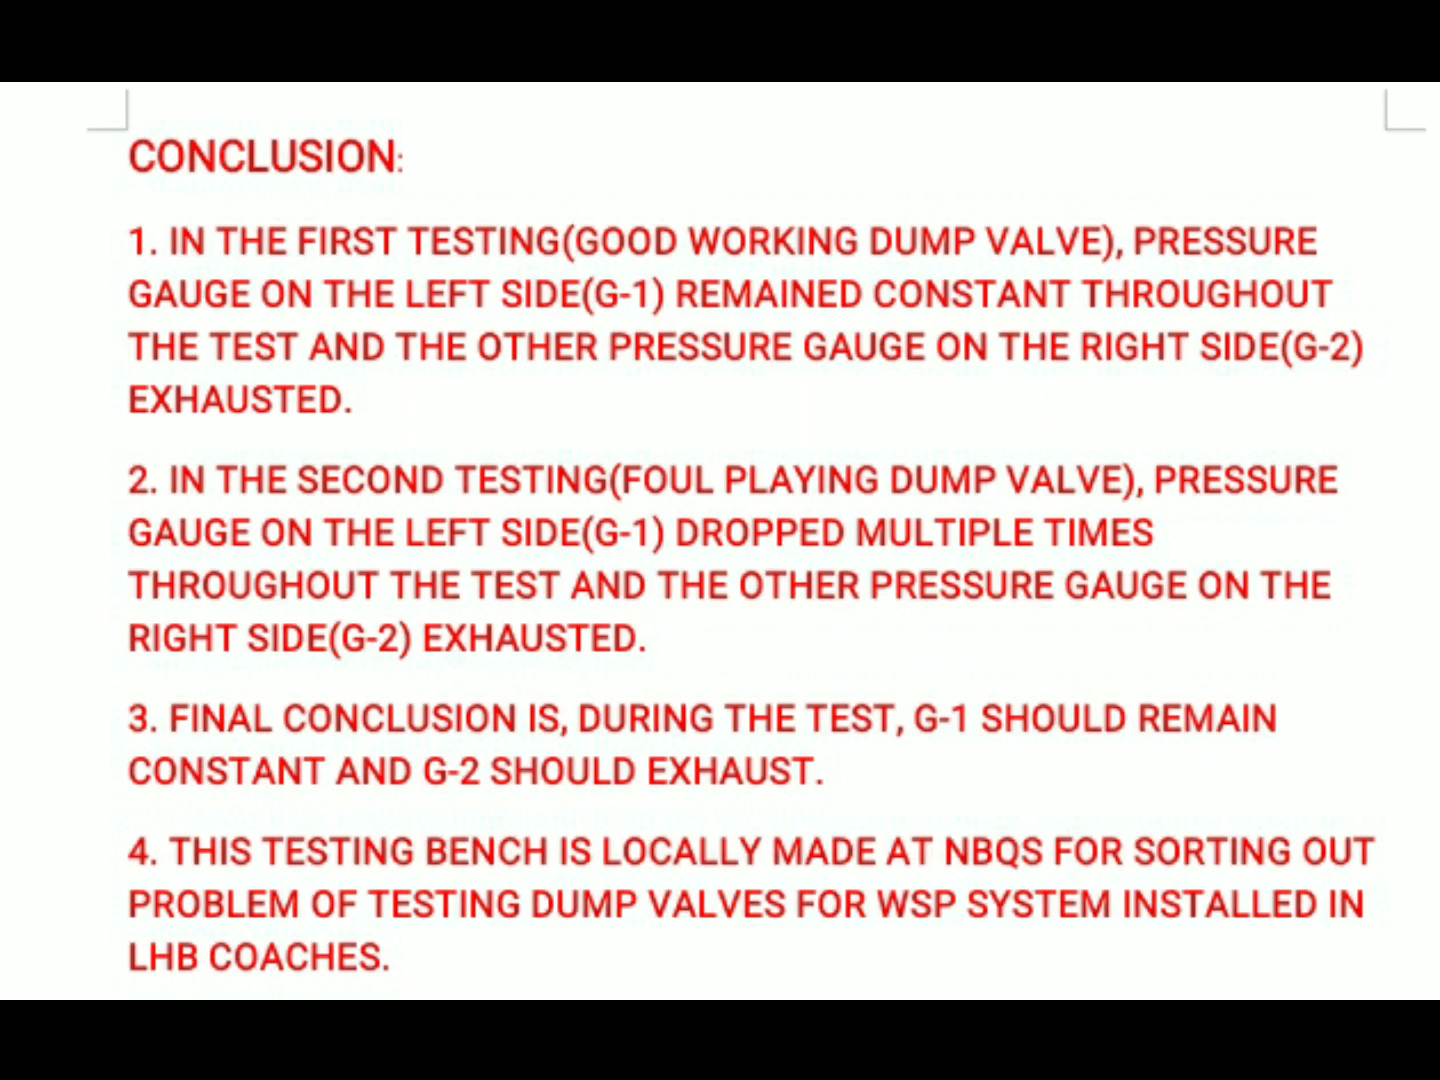 CONCLUSION:
1. IN THE FIRST TESTING(GOOD WORKING DUMP VALVE), PRESSURE
GAUGE ON THE LEFT SIDE(G-1) REMAINED CONSTANT THROUGHOUT
THE TEST AND THE OTHER PRESSURE GAUGE ON THE RIGHT SIDE(G-2)
EXHAUSTED.
2. IN THE SECOND TESTING(FOUL PLAYING DUMP VALVE), PRESSURE
GAUGE ON THE LEFT SIDE(G-1) DROPPED MULTIPLE TIMES
THROUGHOUT THE TEST AND THE OTHER PRESSURE GAUGE ON THE
RIGHT SIDE(G-2) EXHAUSTED.
3. FINAL CONCLUSION IS, DURING THE TEST, G-1 SHOULD REMAIN
CONSTANT AND G-2 SHOULD EXHAUST.
4. THIS TESTING BENCH IS LOCALLY MADE AT NBQS FOR SORTING OUT
PROBLEM OF TESTING DUMP VALVES FOR WSP SYSTEM INSTALLED IN
LHB COACHES.